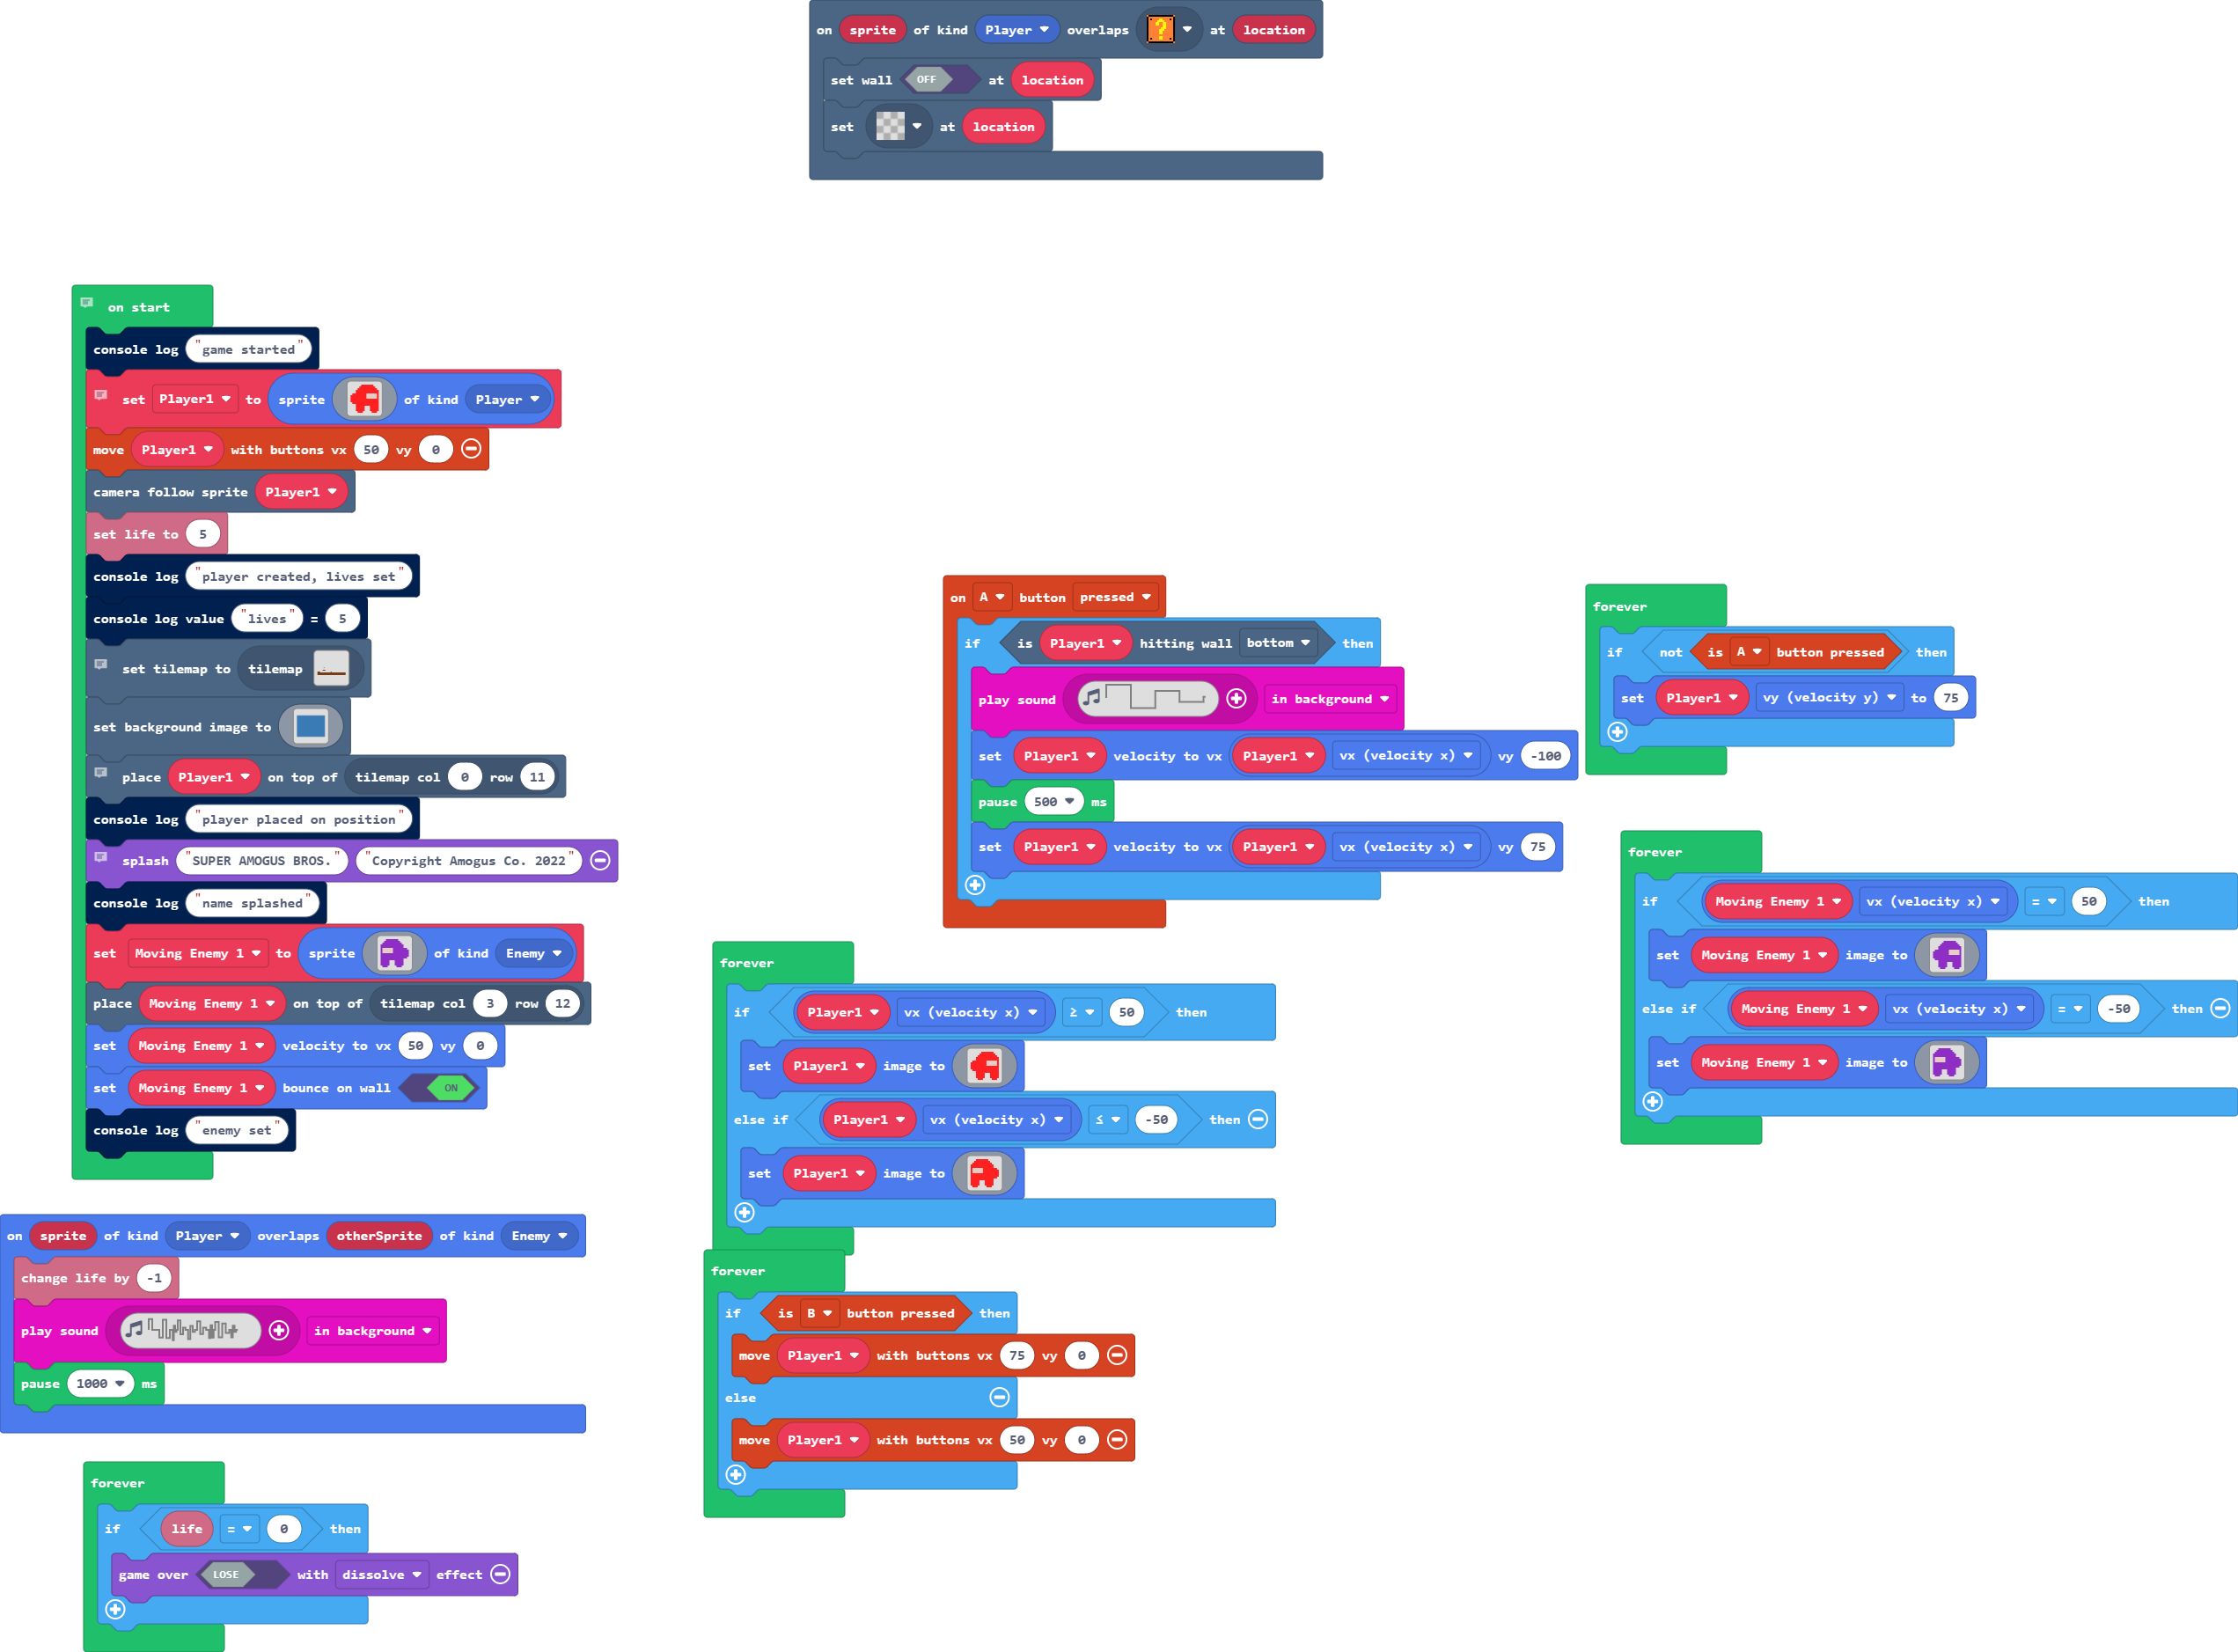 on sprite of kind Player overlaps ? at location
set wall OFF at location
set at location
on start
console log "game started"
set Player1 to sprite of kind Player
move Player1 with buttons vx 50 vy 0
camera follow sprite Player1
set life to 5
console log "player created, lives set"
console log value "lives" = 5
set tilemap to tilemap
set background image to
place Player1 on top of tilemap col 0 row 11
console log "player placed on position"
splash "SUPER AMOGUS BROS." "Copyright Amogus Co. 2022"
console log "name splashed"
set Moving Enemy 1 to sprite of kind Enemy
place Moving Enemy 1 on top of tilemap col 3 row 12
set Moving Enemy 1 velocity to vx 50 vy 0
set Moving Enemy 1 bounce on wall ON
console log "enemy set"
on sprite of kind Player overlaps otherSprite of kind Enemy
change life by -1
play sound in background
pause 1000 ms
forever
if life = 0 then
game over LOSE with dissolve effect
on A button pressed
if is Player1 hitting wall bottom then
play sound in background
set Player1 velocity to vx Player1 vx (velocity x) vy -100
pause 500 ms
set Player1 velocity to vx Player1 vx (velocity x) vy 75
forever
if Player1 vx (velocity x) ≥ 50 then
set Player1 image to
else if Player1 vx (velocity x) ≤ -50 then
set Player1 image to
forever
if is B button pressed then
move Player1 with buttons vx 75 vy 0
else
move Player1 with buttons vx 50 vy 0
forever
if not is A button pressed then
set Player1 vy (velocity y) to 75
forever
if Moving Enemy 1 vx (velocity x) = 50 then
set Moving Enemy 1 image to
else if Moving Enemy 1 vx (velocity x) = -50 then
set Moving Enemy 1 image to